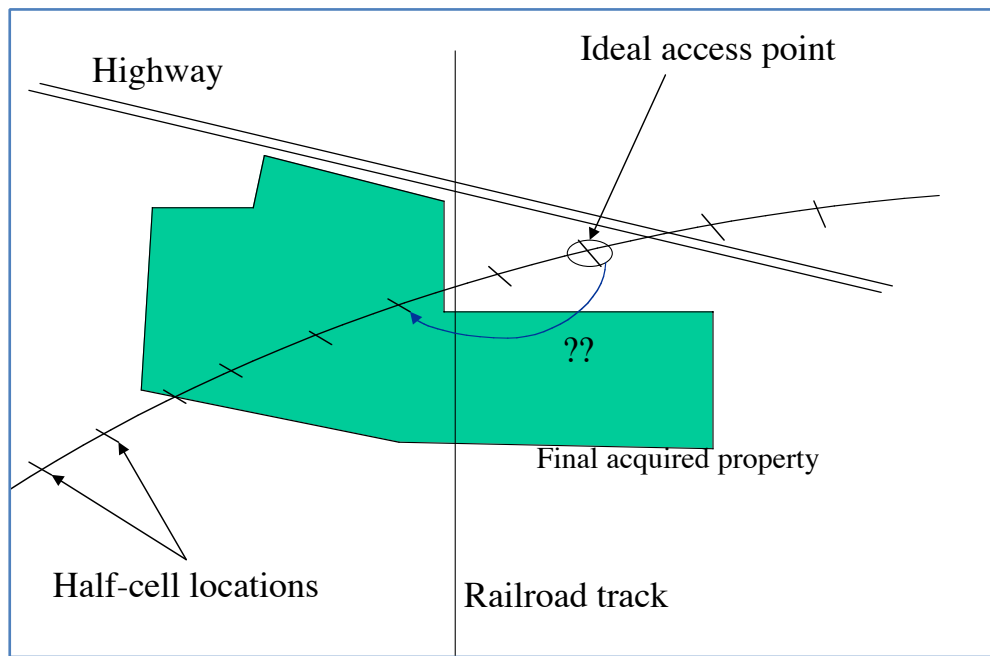 Ideal access point
Highway
??
Final acquired property
Half-cell locations
Railroad track